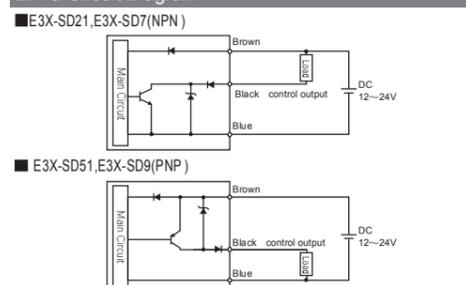 ■E3X-SD21,E3X-SD7(NPN )
Brown
Main Circuit
Load
Black control output
DC
12～24V
Blue
■ E3X-SD51,E3X-SD9(PNP )
Brown
Main Circuit
Black control output
DC
12～24V
Load
Blue